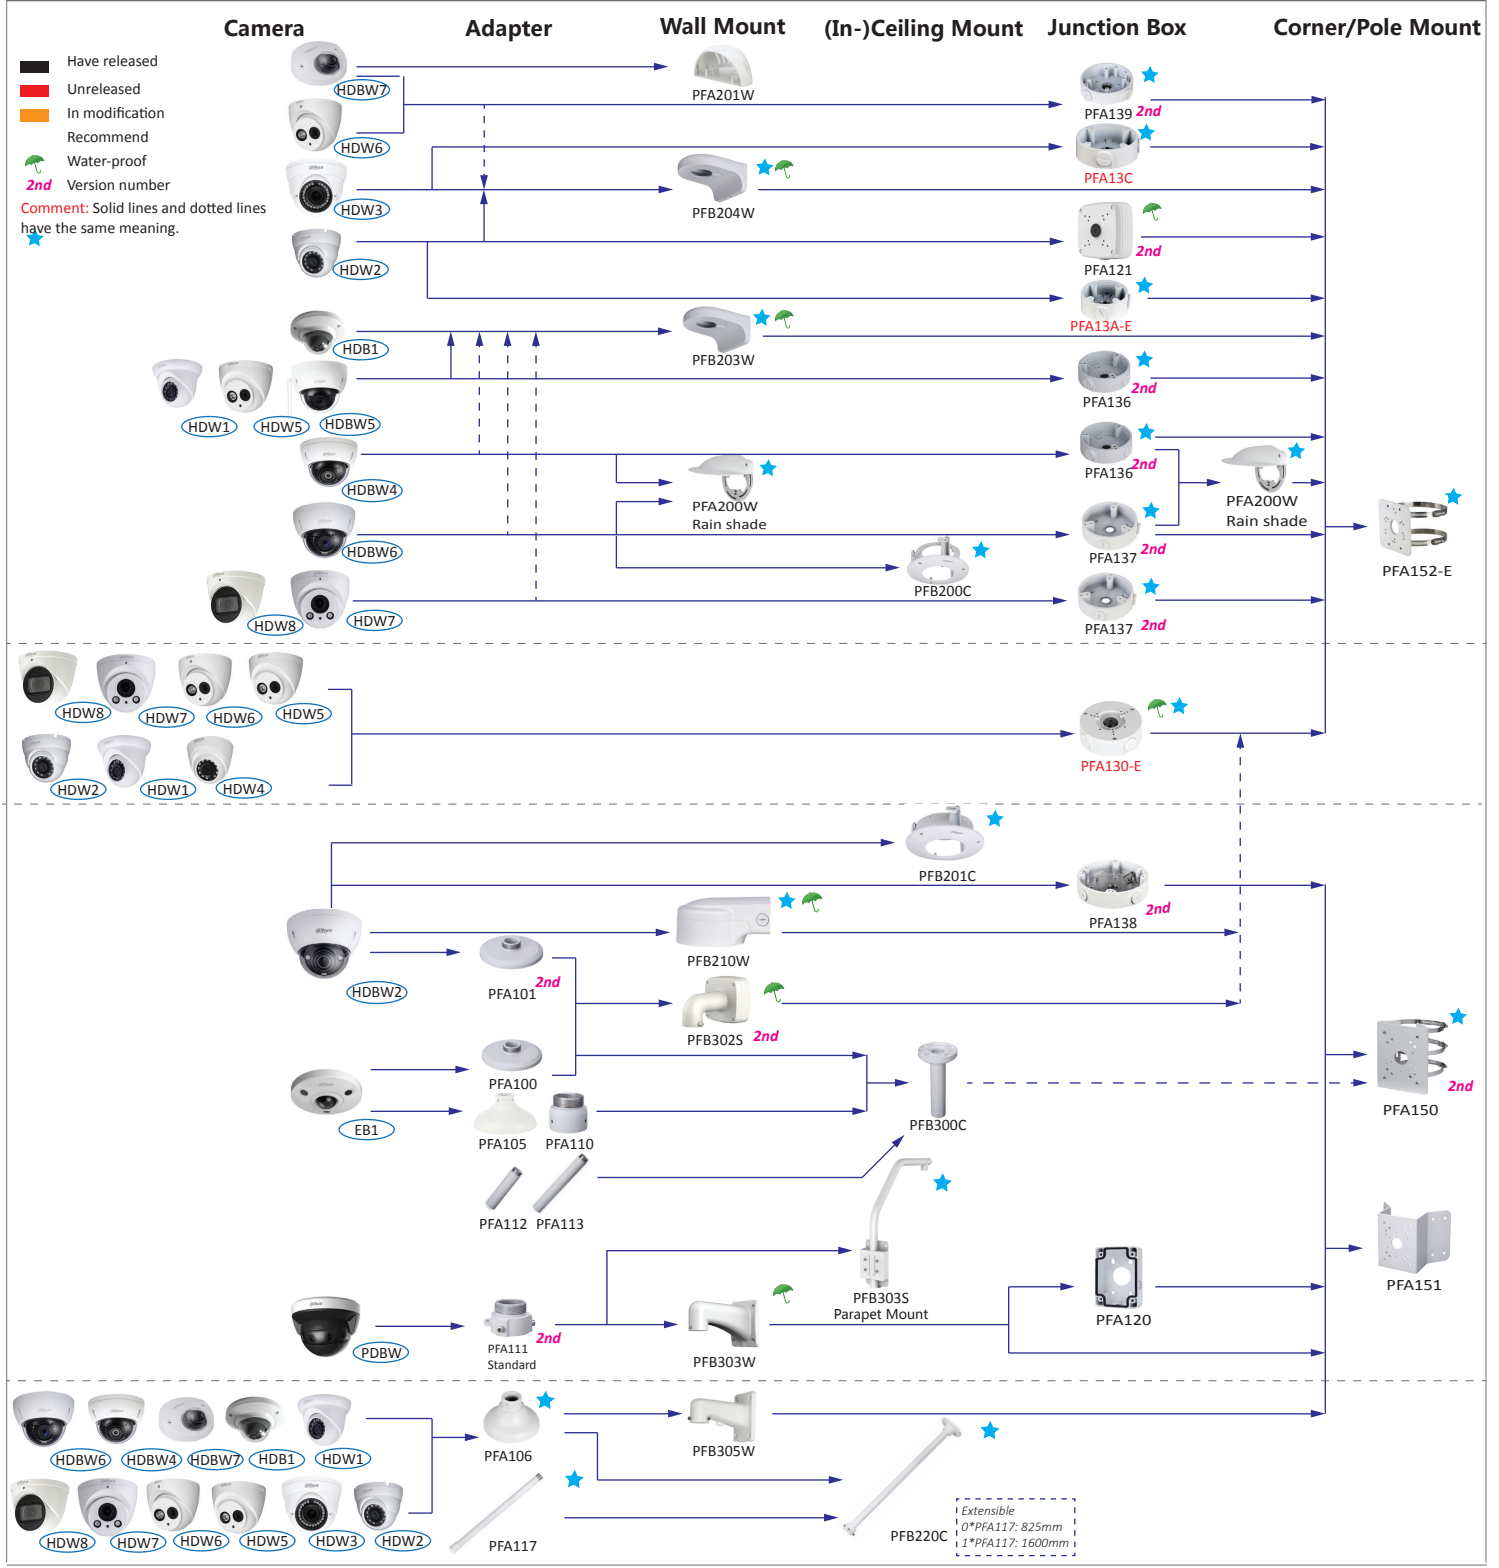 Camera
Adapter
Wall Mount
(In-)Ceiling Mount
Junction Box
Corner/Pole Mount
Have released
Unreleased
In modification
Recommend
Water-proof
2nd Version number
Comment: Solid lines and dotted lines
have the same meaning.
HDBW7
PFA201W
PFA139 2nd
HDW6
PFA13C
HDW3
PFB204W
HDW2
PFA121
2nd
PFA13A-E
HDB1
PFB203W
HDW1
HDW5
HDBW5
PFA136
2nd
HDBW4
PFA200W
Rain shade
PFA136
2nd
PFA200W
Rain shade
HDBW6
PFB200C
PFA137
2nd
PFA152-E
HDW8
HDW7
PFA137
2nd
HDW8
HDW7
HDW6
HDW5
HDW2
HDW1
HDW4
PFA130-E
PFB201C
PFA138
2nd
HDBW2
PFA101
2nd
PFB210W
PFB302S
2nd
EB1
PFA100
PFA105
PFA110
PFB300C
PFA150
2nd
PFA112
PFA113
PFB303S
Parapet Mount
PFA151
PDBW
PFA111
Standard
2nd
PFB303W
PFA120
HDBW6
HDBW4
HDBW7
HDB1
HDW1
PFA106
PFB305W
HDW8
HDW7
HDW6
HDW5
HDW3
HDW2
PFA117
PFB220C
Extensible
0*PFA117: 825mm
1*PFA117: 1600mm